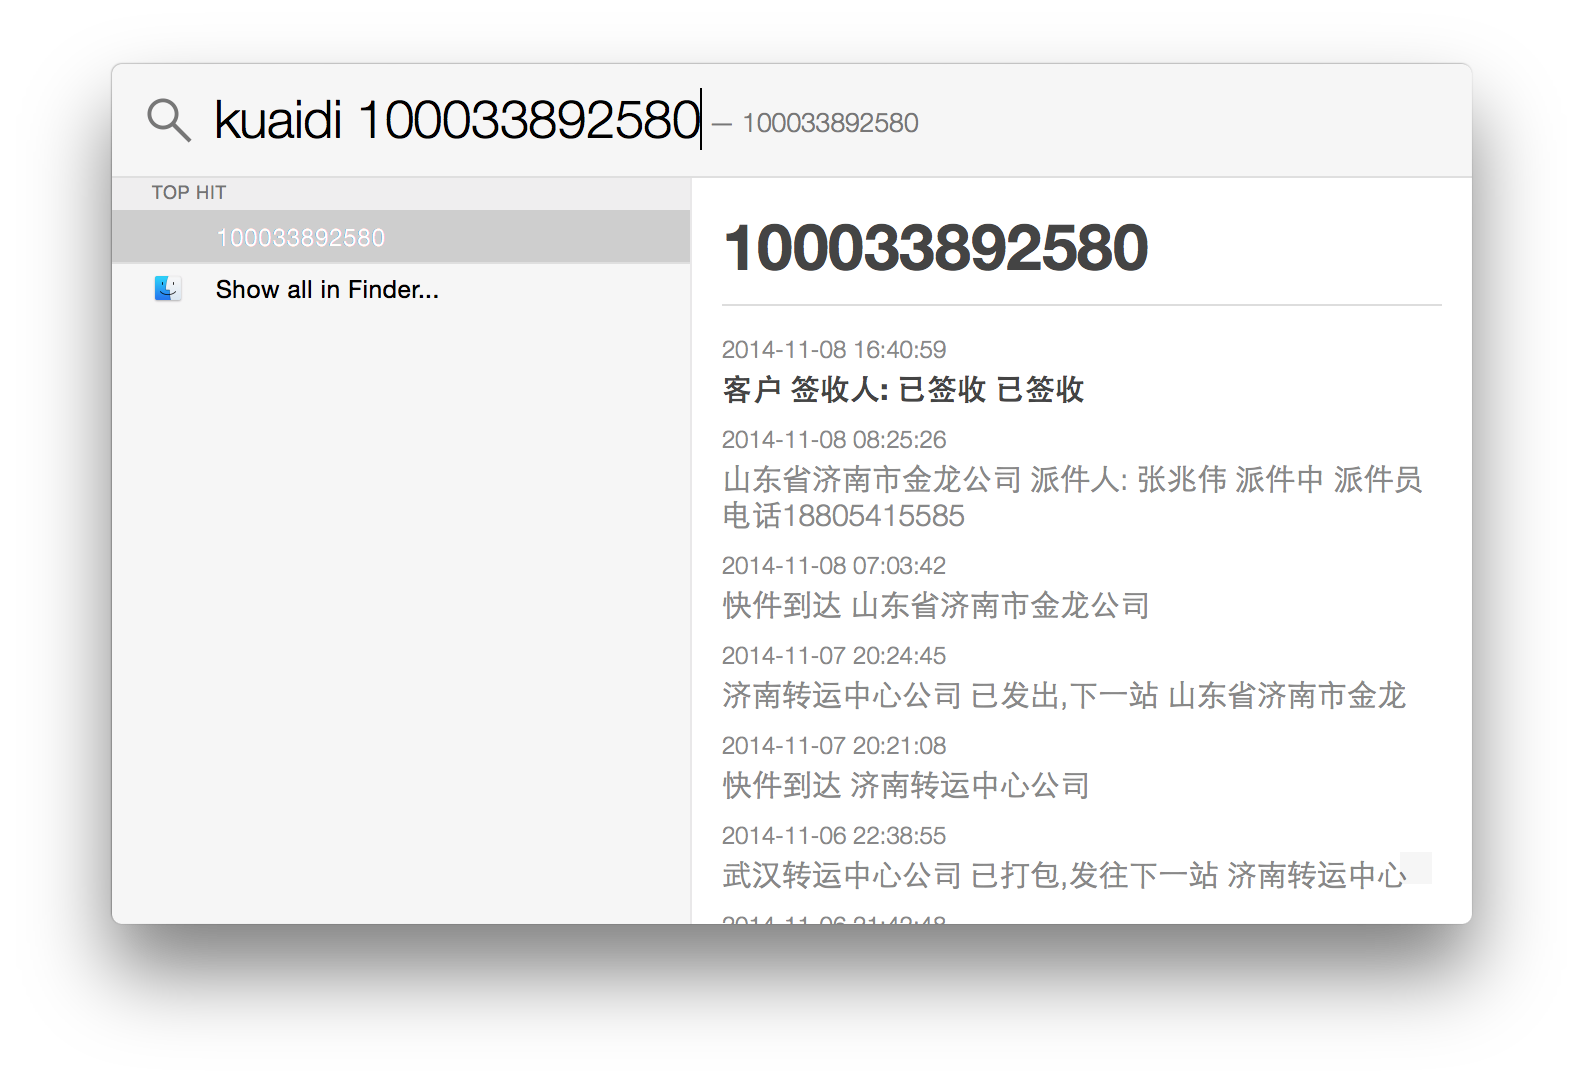 kuaidi 100033892580 — 100033892580
TOP HIT
100033892580
Show all in Finder...
100033892580
2014-11-08 16:40:59
客户 签收人: 已签收 已签收
2014-11-08 08:25:26
山东省济南市金龙公司 派件人: 张兆伟 派件中 派件员
电话18805415585
2014-11-08 07:03:42
快件到达 山东省济南市金龙公司
2014-11-07 20:24:45
济南转运中心公司 已发出,下一站 山东省济南市金龙
2014-11-07 20:21:08
快件到达 济南转运中心公司
2014-11-06 22:38:55
武汉转运中心公司 已打包,发往下一站 济南转运中心
2014-11-06 21:42:48